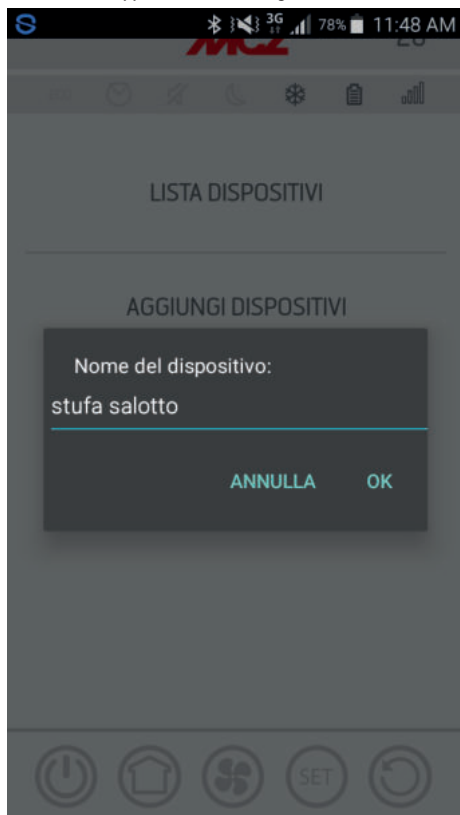 3G 78% 11:48 AM
MCZ
LISTA DISPOSITIVI
AGGIUNGI DISPOSITIVI
Nome del dispositivo:
stufa salotto
ANNULLA OK
SET